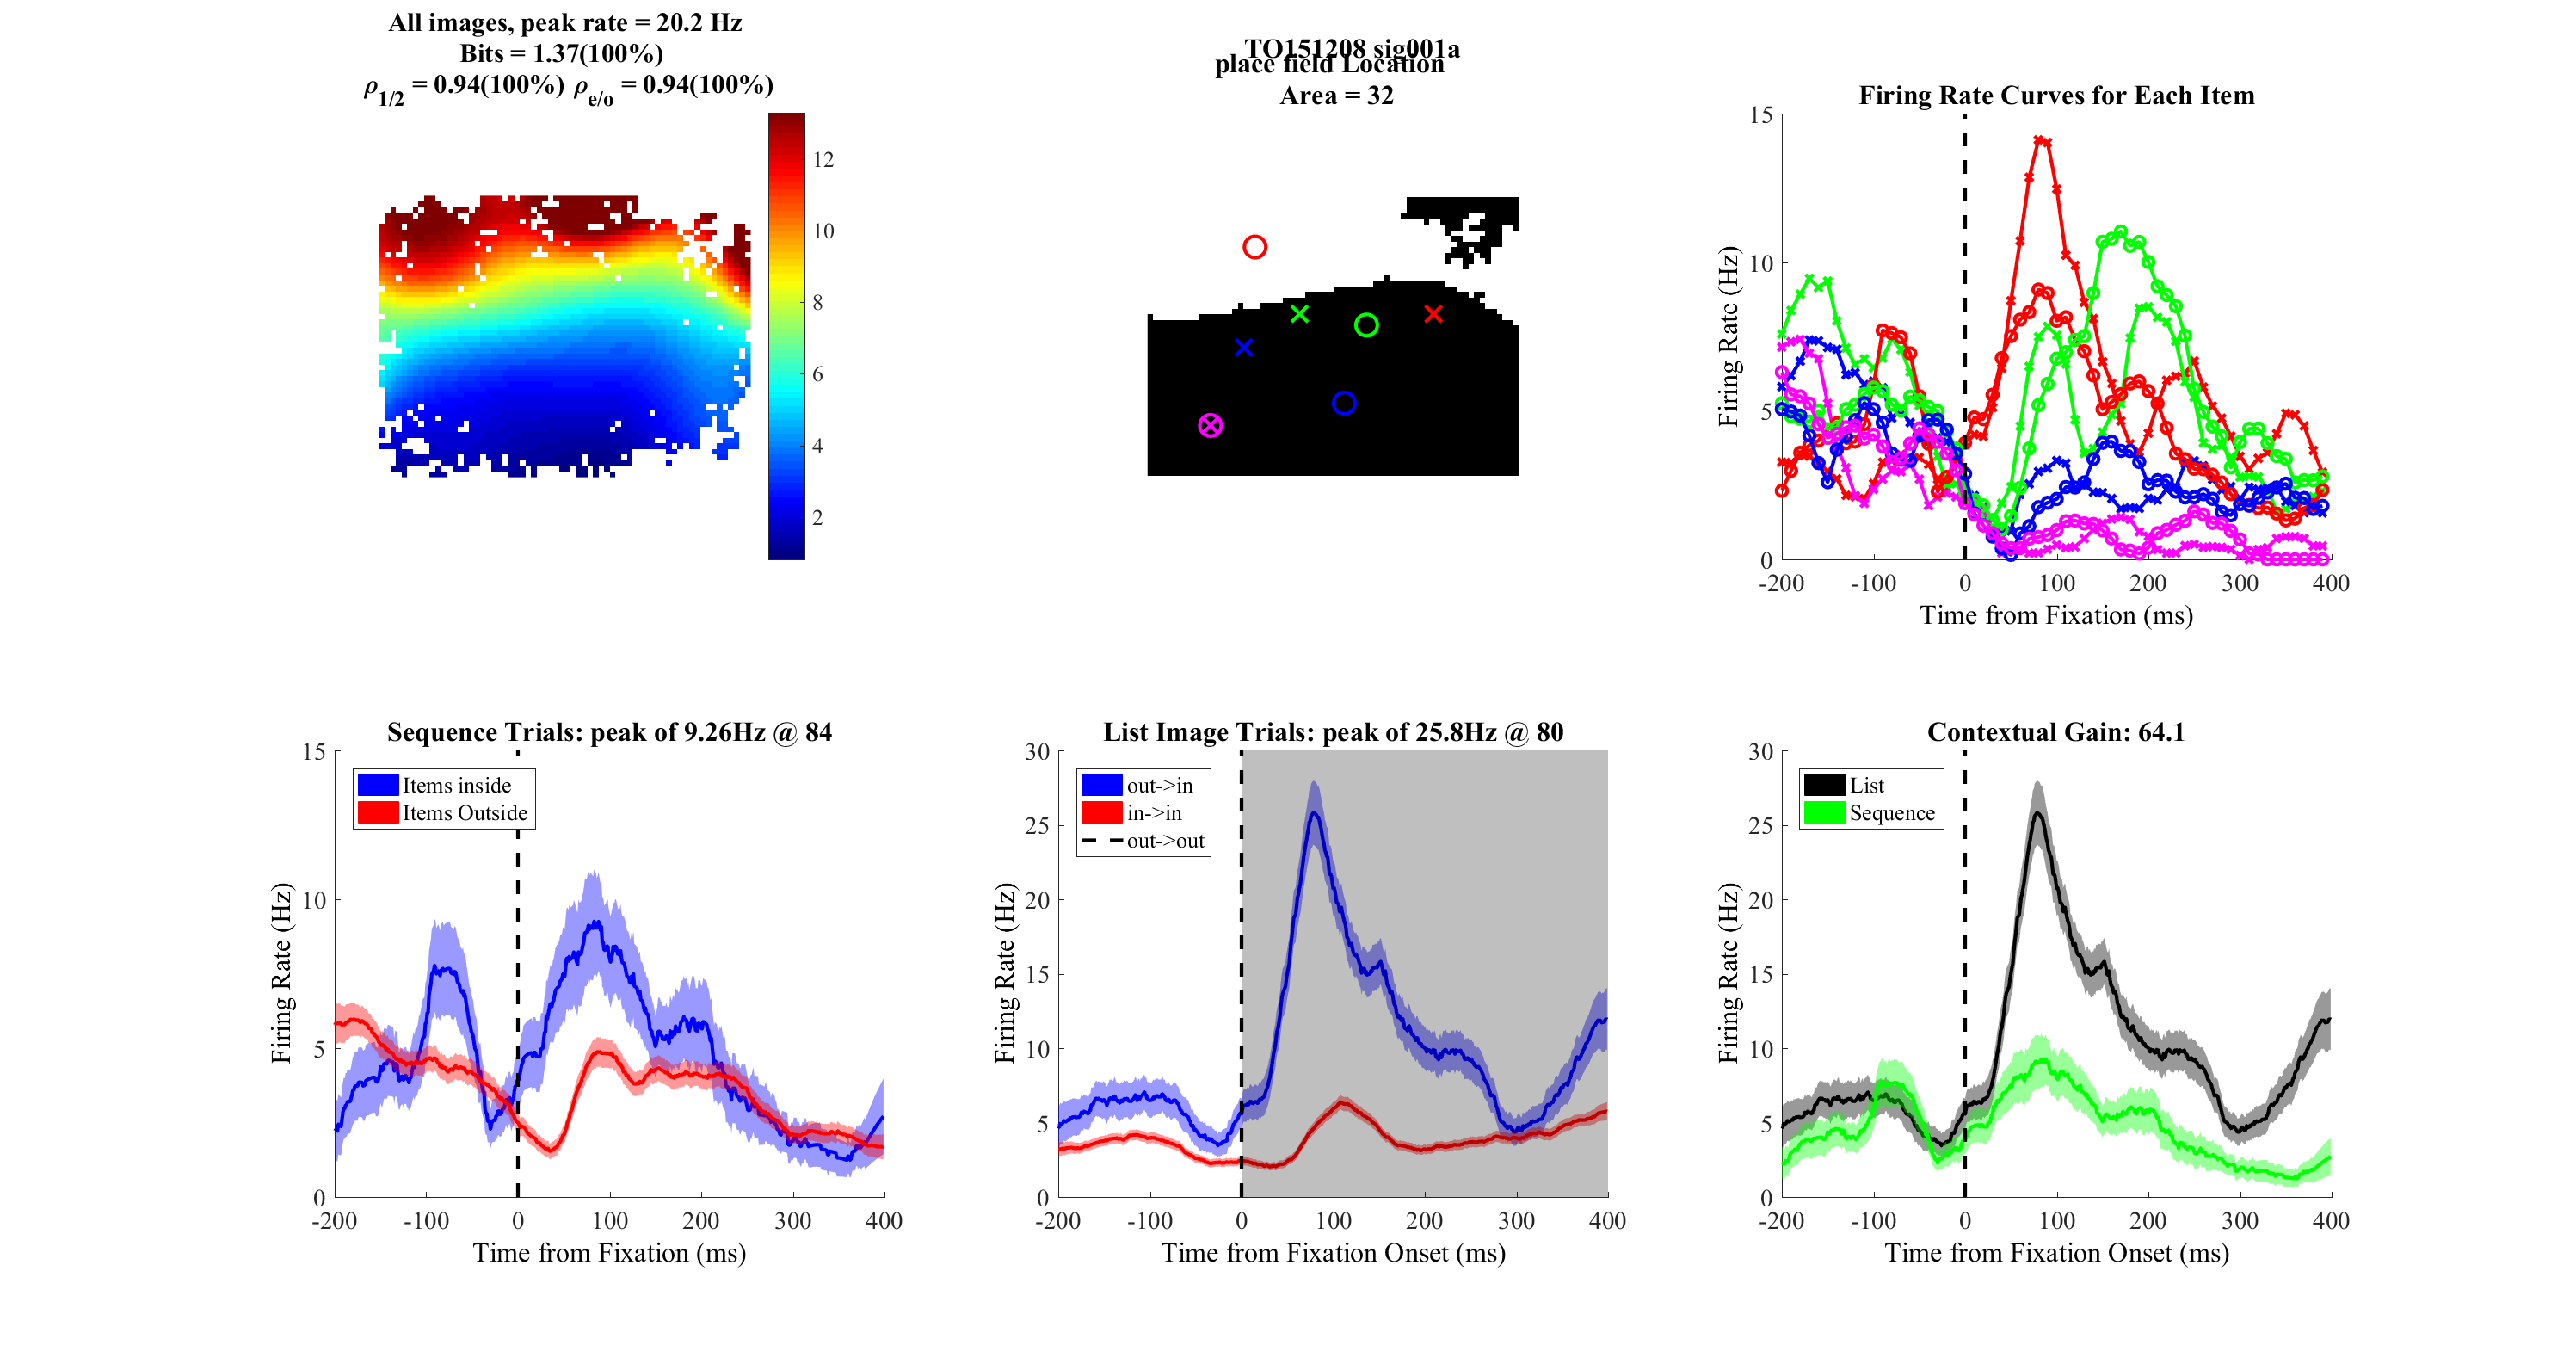 All images, peak rate = 20.2 Hz
Bits = 1.37(100%)
ρ1/2 = 0.94(100%) ρe/o = 0.94(100%)
12
10
8
6
4
2
TO151208 sig001a
place field Location
Area = 32
Firing Rate Curves for Each Item
Firing Rate (Hz)
15
10
5
0
-200 -100 0 100 200 300 400
Time from Fixation (ms)
Sequence Trials: peak of 9.26Hz @ 84
Items inside
Items Outside
Firing Rate (Hz)
15
10
5
0
-200 -100 0 100 200 300 400
Time from Fixation (ms)
List Image Trials: peak of 25.8Hz @ 80
out->in
in->in
out->out
Firing Rate (Hz)
30
25
20
15
10
5
0
-200 -100 0 100 200 300 400
Time from Fixation Onset (ms)
Contextual Gain: 64.1
List
Sequence
Firing Rate (Hz)
30
25
20
15
10
5
0
-200 -100 0 100 200 300 400
Time from Fixation Onset (ms)